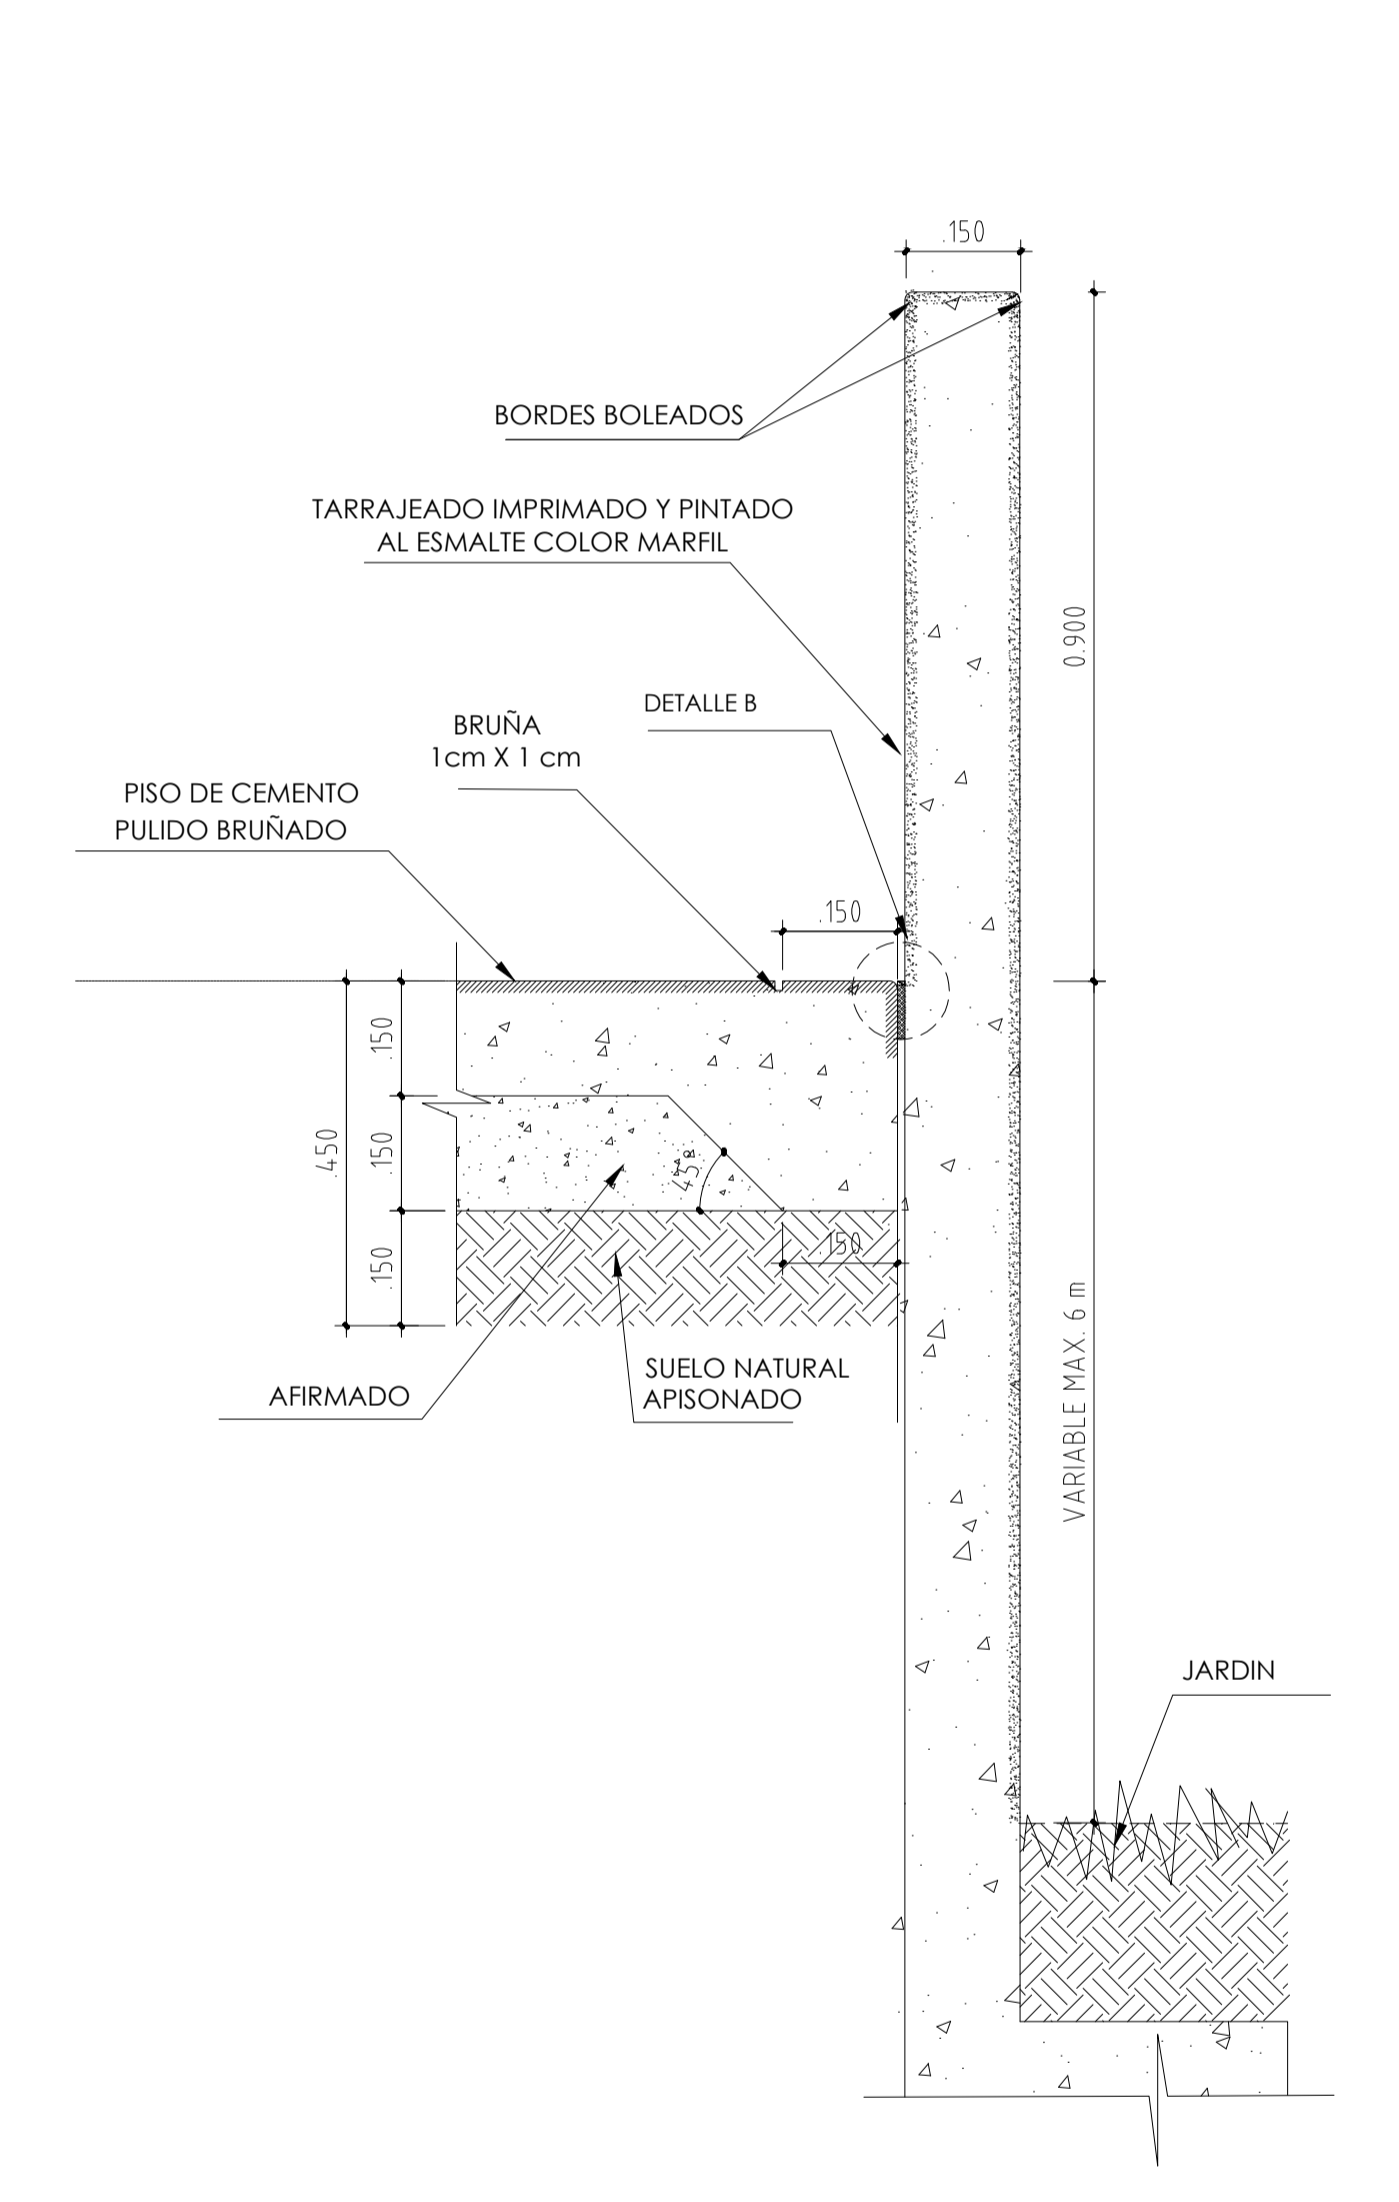 .150
BORDES BOLEADOS
TARRAJEADO IMPRIMADO Y PINTADO
AL ESMALTE COLOR MARFIL
0.900
DETALLE B
BRUÑA
1cm X 1 cm
PISO DE CEMENTO
PULIDO BRUÑADO
.150
.150
.450
.150
45°
.150
.150
AFIRMADO
SUELO NATURAL
APISONADO
VARIABLE MAX. 6 m
JARDIN